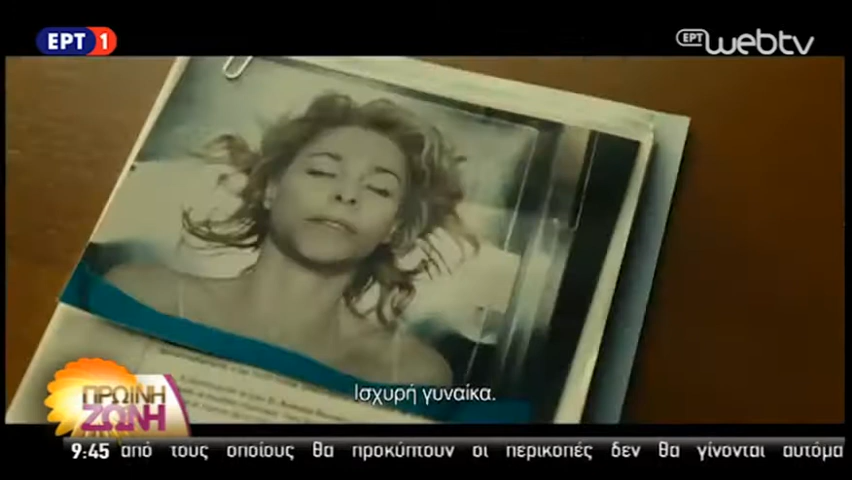 ΕΡΤ 1
ΕΡΤ webtv
Ισχυρή γυναίκα.
ΠΡΩΙΝΗ
ΖΩΝΗ
9:45 από τους οποίους θα προκύπτουν οι περικοπές δεν θα γίνονται αυτόμα